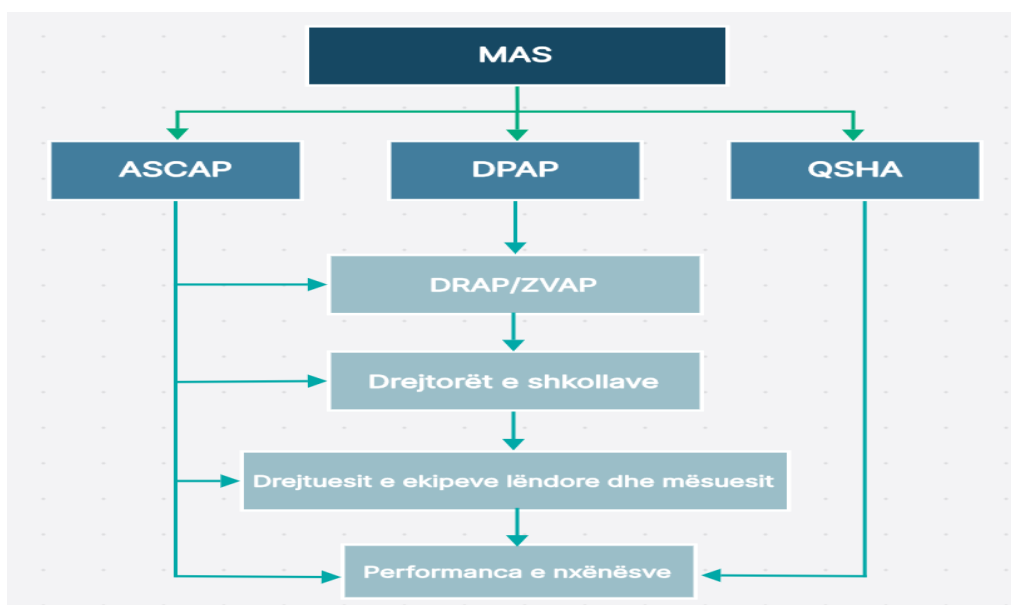 MAS
ASCAP
DPAP
QSHA
DRAP/ZVAP
Drejtorët e shkollave
Drejtuesit e ekipeve lëndore dhe mësuesit
Performanca e nxënësve